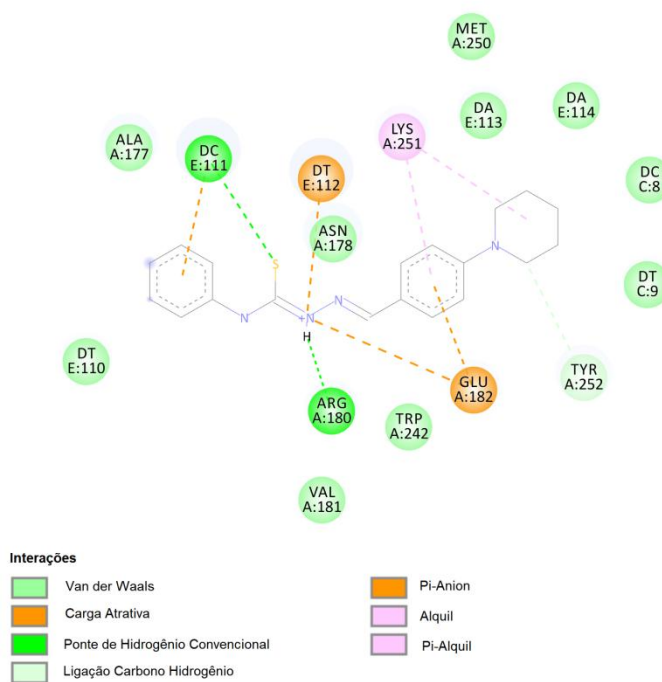 MET
A:250
DA
E:113
DA
E:114
LYS
A:251
ALA
A:177
DC
E:111
DT
E:112
DC
C:8
ASN
A:178
N
S
DT
C:9
N
N
+N
H
DT
E:110
GLU
A:182
TYR
A:252
ARG
A:180
TRP
A:242
VAL
A:181
Interações
Van der Waals
Carga Atrativa
Ponte de Hidrogênio Convencional
Ligação Carbono Hidrogênio
Pi-Anion
Alquil
Pi-Alquil